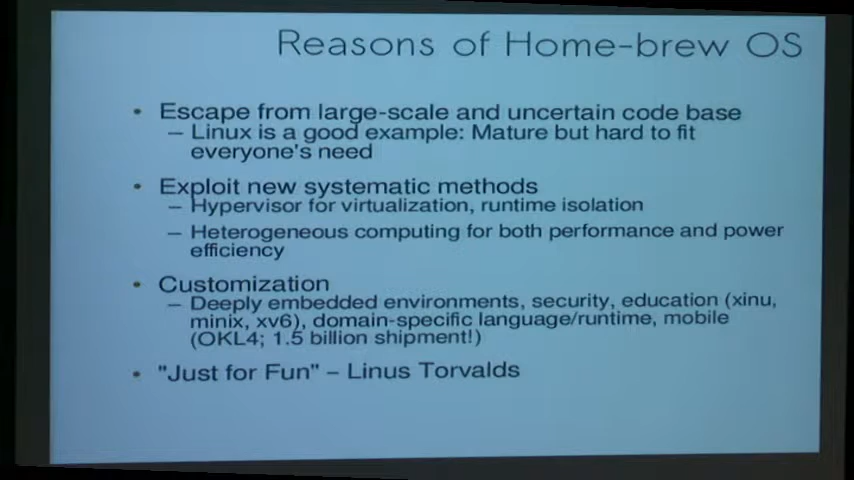 Reasons of Home-brew OS
• Escape from large-scale and uncertain code base
– Linux is a good example: Mature but hard to fit
everyone's need
• Exploit new systematic methods
– Hypervisor for virtualization, runtime isolation
– Heterogeneous computing for both performance and power
efficiency
• Customization
– Deeply embedded environments, security, education (xinu,
minix, xv6), domain-specific language/runtime, mobile
(OKL4; 1.5 billion shipment!)
• "Just for Fun" – Linus Torvalds